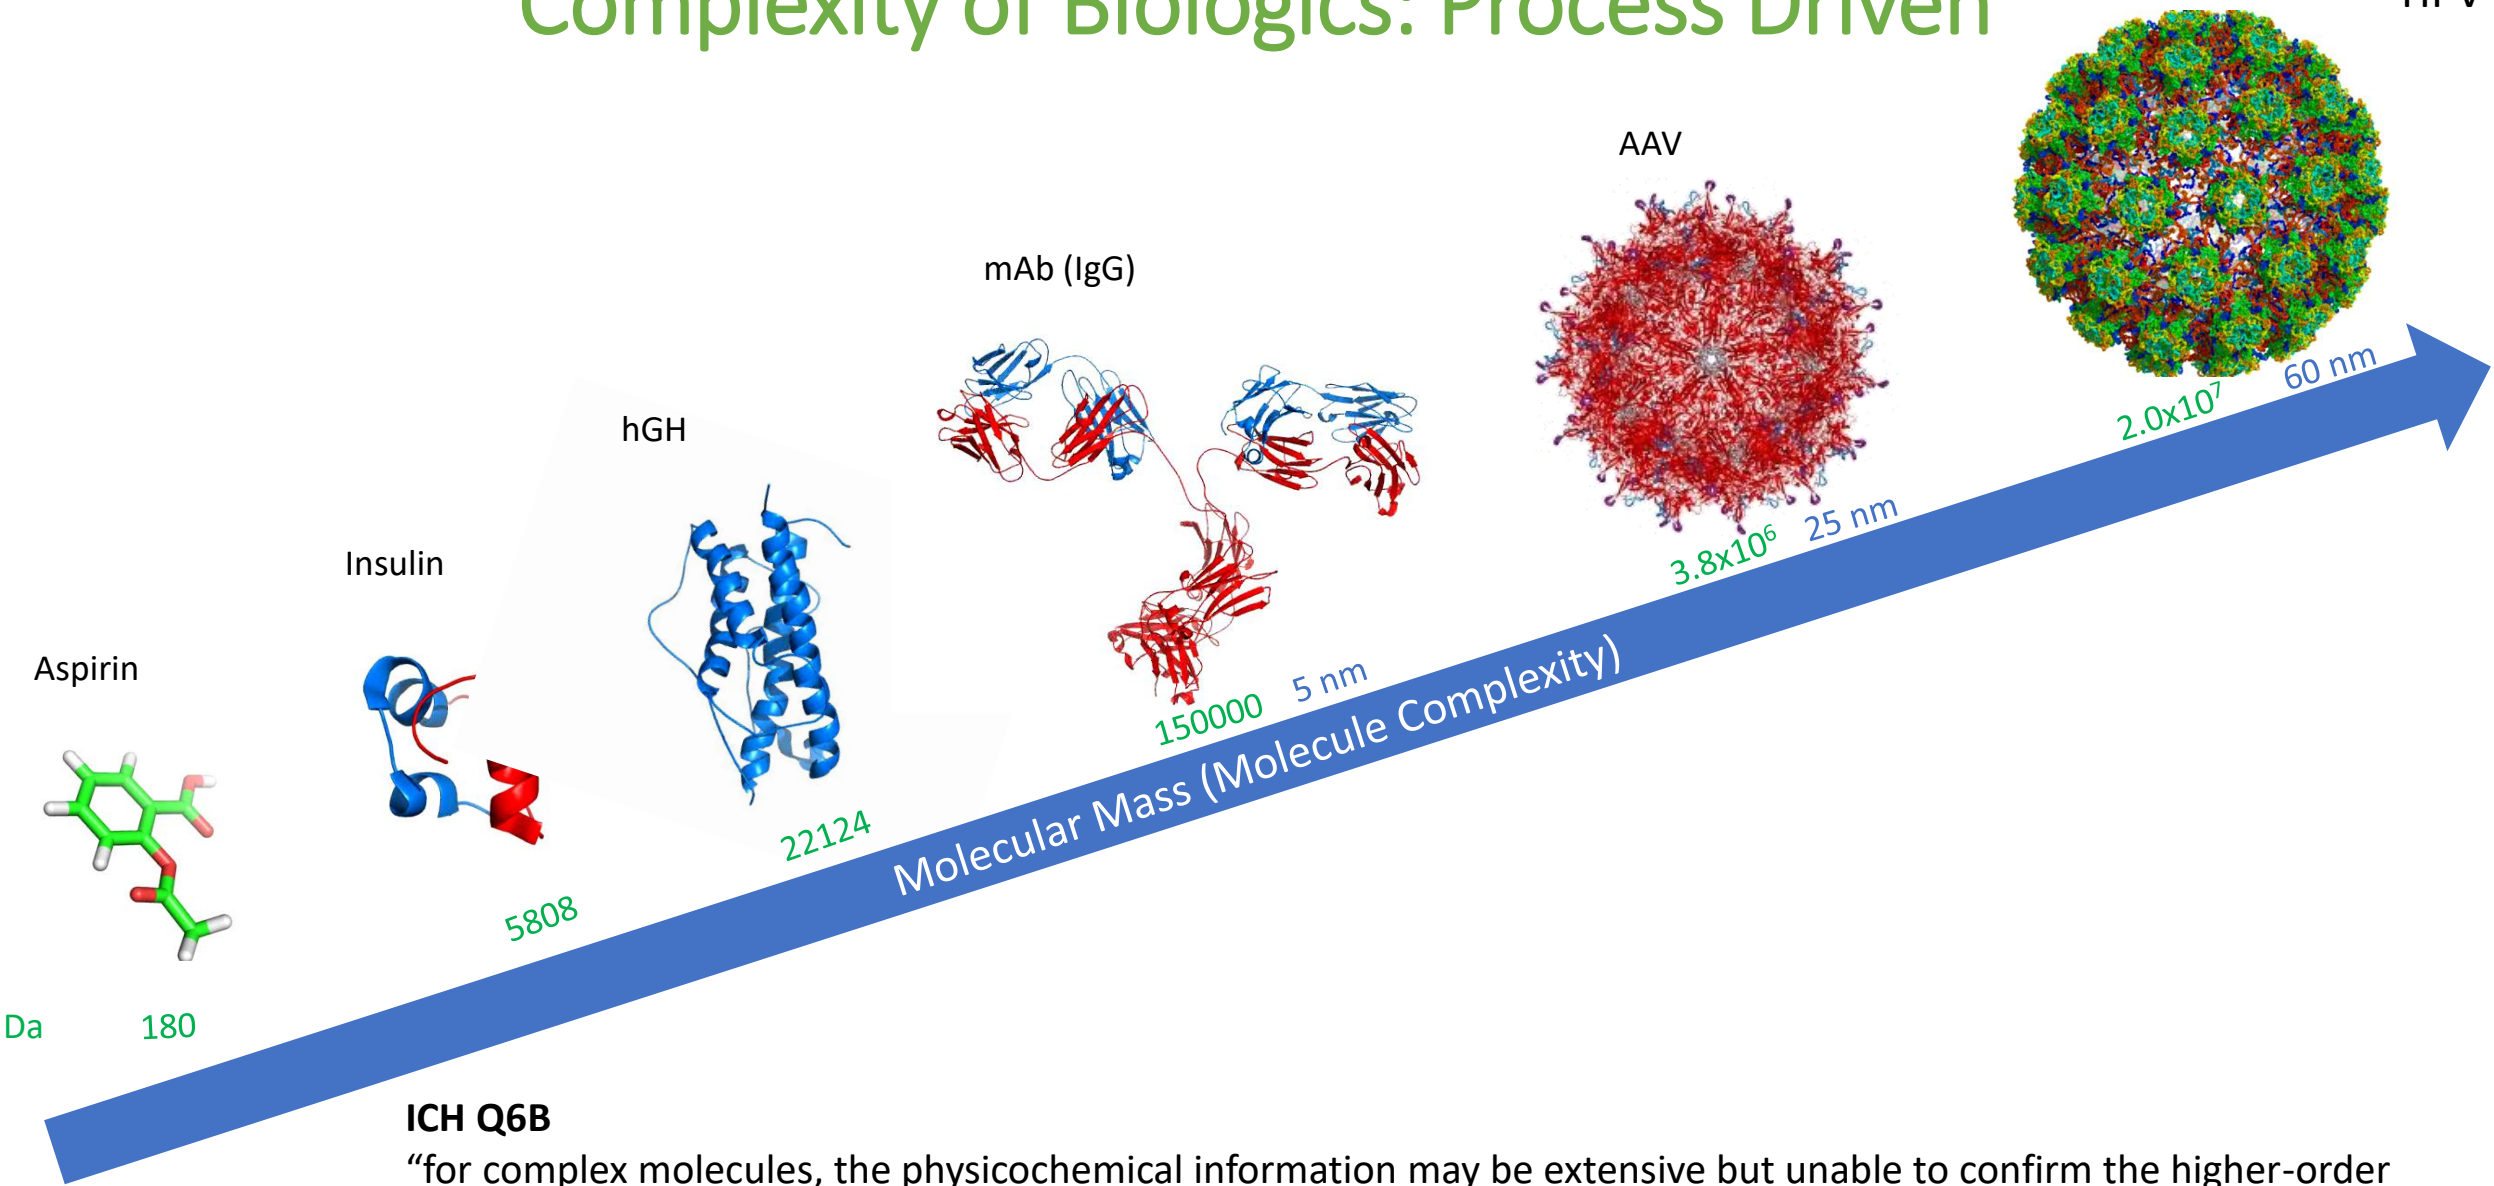 Complexity of Biologics: Process Driven
HPV
AAV
mAb (IgG)
hGH
Insulin
Aspirin
2.0x10⁷ 60 nm
3.8x10⁶ 25 nm
150000 5 nm
22124
5808
Da 180
Molecular Mass (Molecule Complexity)
ICH Q6B
“for complex molecules, the physicochemical information may be extensive but unable to confirm the higher-order